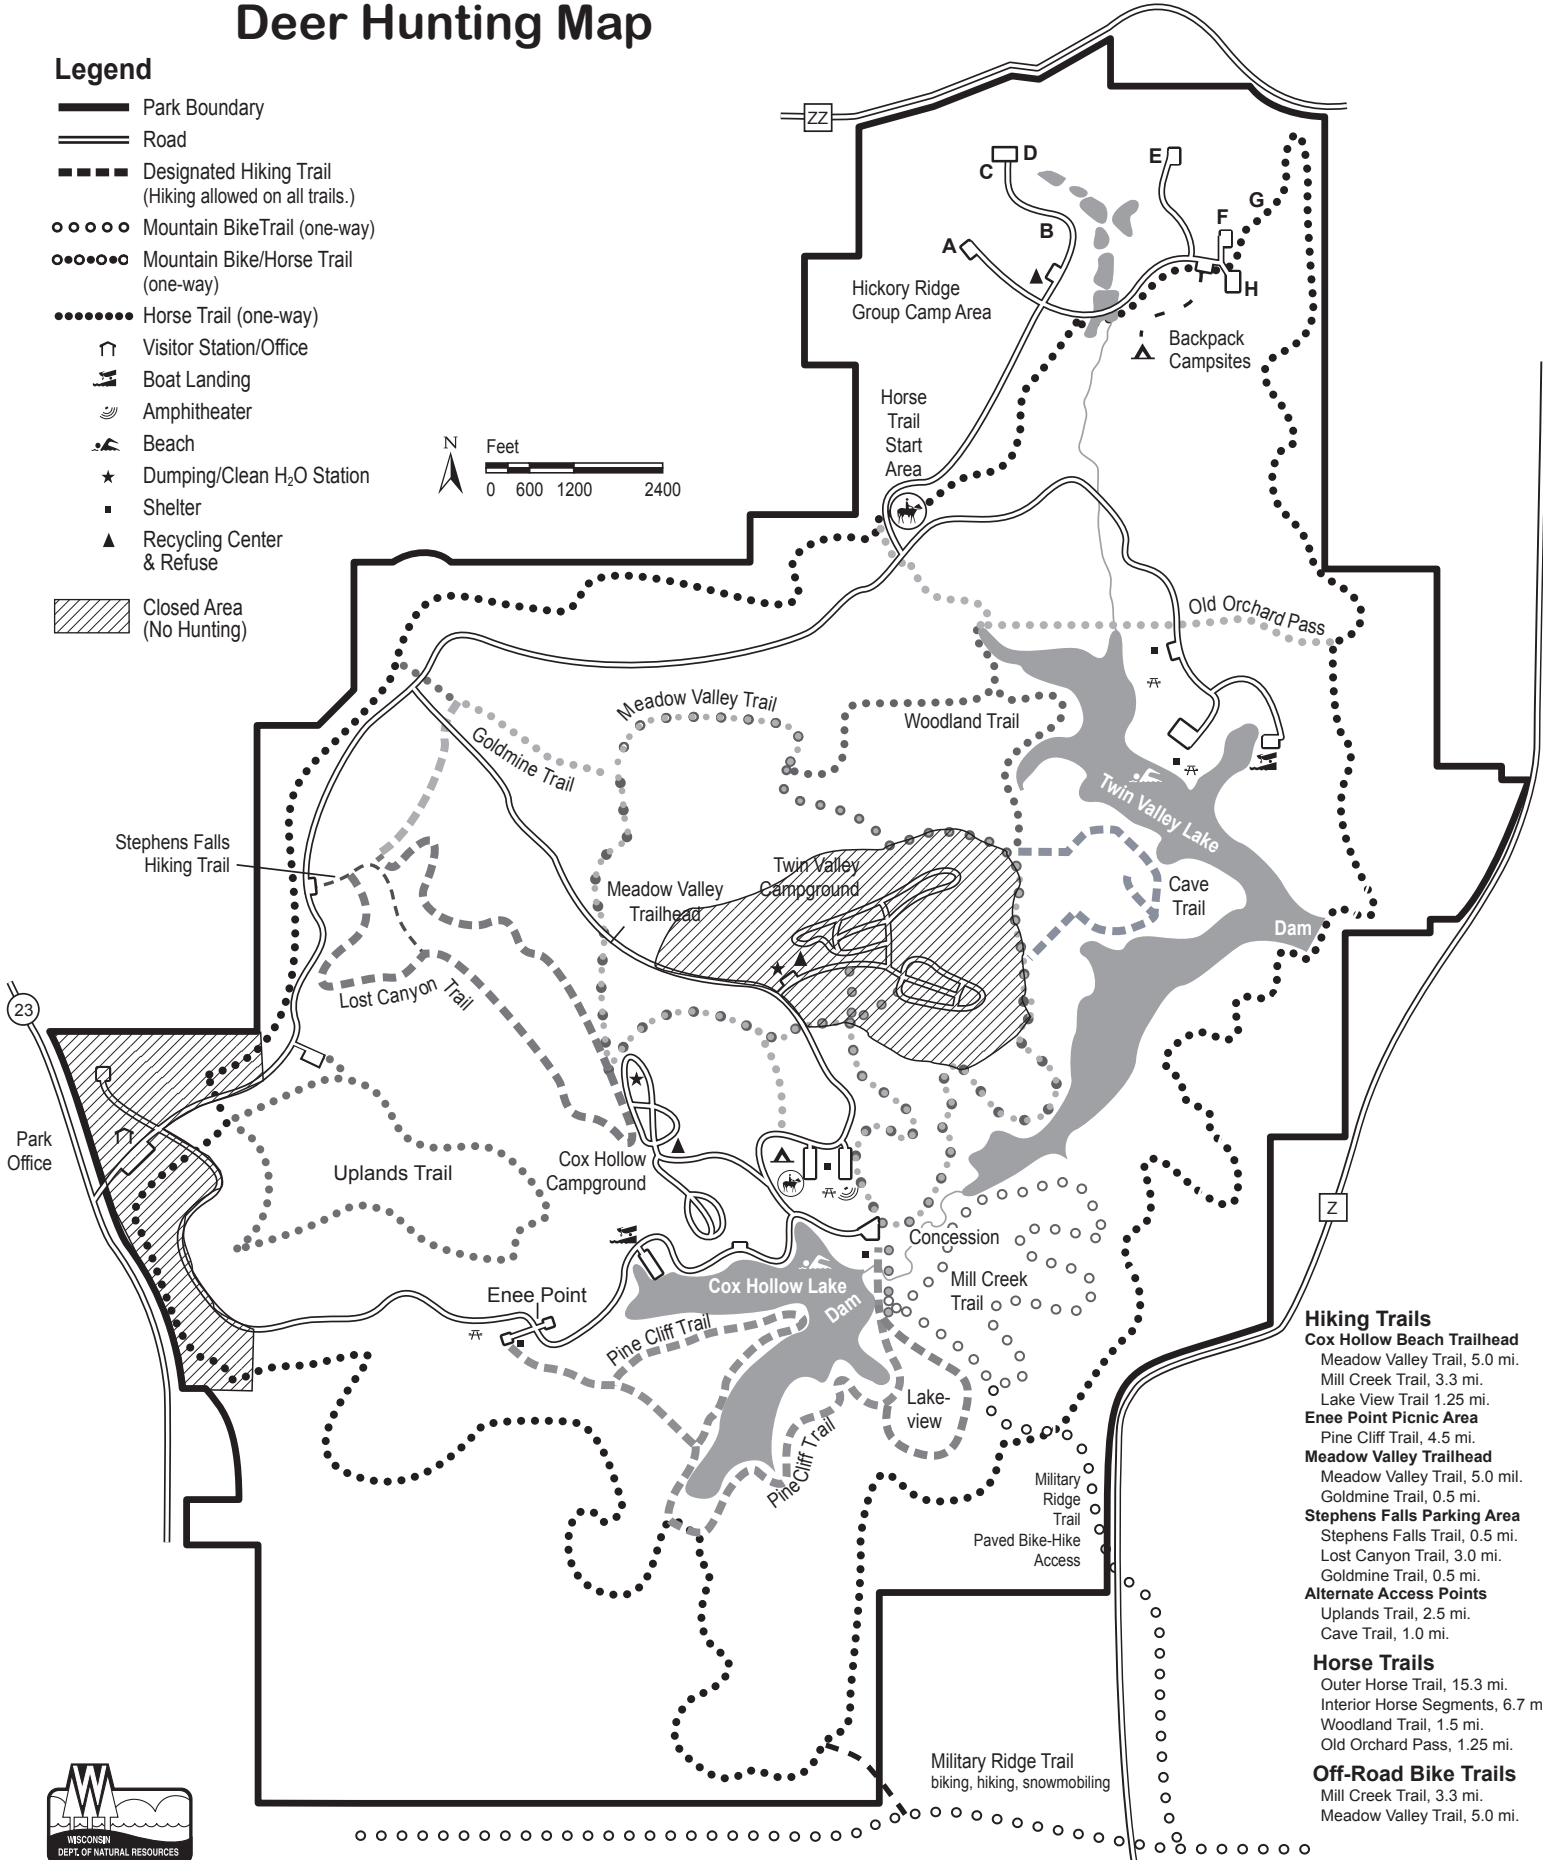 Deer Hunting Map
Legend
Park Boundary
Road
Designated Hiking Trail
(Hiking allowed on all trails.)
Mountain BikeTrail (one-way)
Mountain Bike/Horse Trail
(one-way)
Horse Trail (one-way)
Visitor Station/Office
Boat Landing
Amphitheater
Beach
Dumping/Clean H₂O Station
Shelter
Recycling Center
& Refuse
Closed Area
(No Hunting)
N
Feet
0 600 1200 2400
ZZ
D
C
E
G
F
B
A
H
Hickory Ridge
Group Camp Area
Backpack
Campsites
Horse
Trail
Start
Area
Old Orchard Pass
Meadow Valley Trail
Woodland Trail
Goldmine Trail
Twin Valley Lake
Stephens Falls
Hiking Trail
Twin Valley
Campground
Meadow Valley
Trailhead
Cave
Trail
Dam
Lost Canyon Trail
23
Park
Office
Uplands Trail
Cox Hollow
Campground
Z
Concession
Mill Creek
Trail
Cox Hollow Lake
Dam
Enee Point
Pine Cliff Trail
Lake-
view
Pine Cliff Trail
Military
Ridge
Trail
Paved Bike-Hike
Access
Military Ridge Trail
biking, hiking, snowmobiling
Hiking Trails
Cox Hollow Beach Trailhead
Meadow Valley Trail, 5.0 mi.
Mill Creek Trail, 3.3 mi.
Lake View Trail 1.25 mi.
Enee Point Picnic Area
Pine Cliff Trail, 4.5 mi.
Meadow Valley Trailhead
Meadow Valley Trail, 5.0 mil.
Goldmine Trail, 0.5 mi.
Stephens Falls Parking Area
Stephens Falls Trail, 0.5 mi.
Lost Canyon Trail, 3.0 mi.
Goldmine Trail, 0.5 mi.
Alternate Access Points
Uplands Trail, 2.5 mi.
Cave Trail, 1.0 mi.
Horse Trails
Outer Horse Trail, 15.3 mi.
Interior Horse Segments, 6.7 m
Woodland Trail, 1.5 mi.
Old Orchard Pass, 1.25 mi.
Off-Road Bike Trails
Mill Creek Trail, 3.3 mi.
Meadow Valley Trail, 5.0 mi.
W
WISCONSIN
DEPT. OF NATURAL RESOURCES